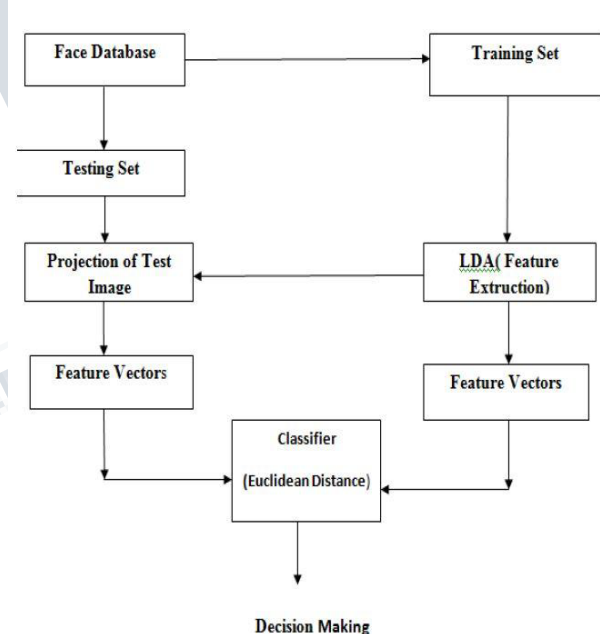 Face Database
Training Set
Testing Set
Projection of Test
Image
LDA( Feature
Extruction)
Feature Vectors
Feature Vectors
Classifier
(Euclidean Distance)
Decision Making